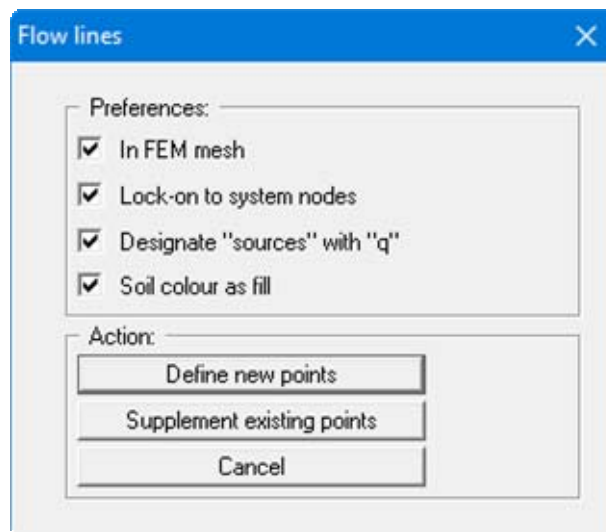 Flow lines
Preferences:
In FEM mesh
Lock-on to system nodes
Designate "sources" with "q"
Soil colour as fill
Action:
Define new points
Supplement existing points
Cancel